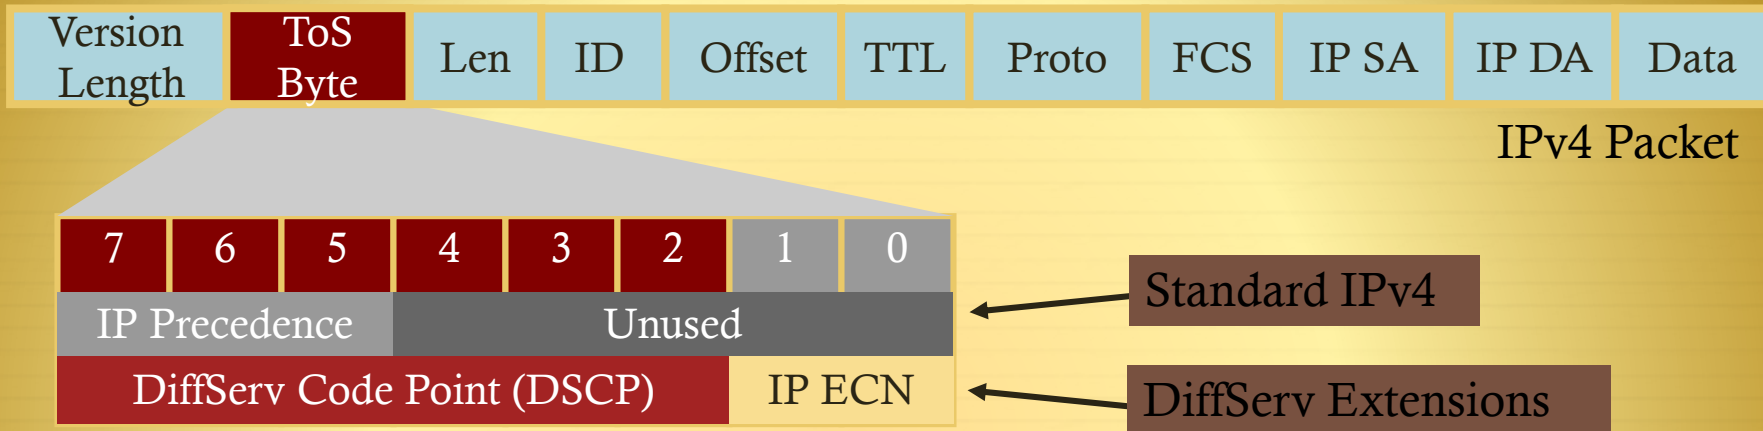 Version Length ToS Byte Len ID Offset TTL Proto FCS IP SA IP DA Data
IPv4 Packet
7 6 5 4 3 2 1 0
IP Precedence Unused
Standard IPv4
DiffServ Code Point (DSCP) IP ECN
DiffServ Extensions